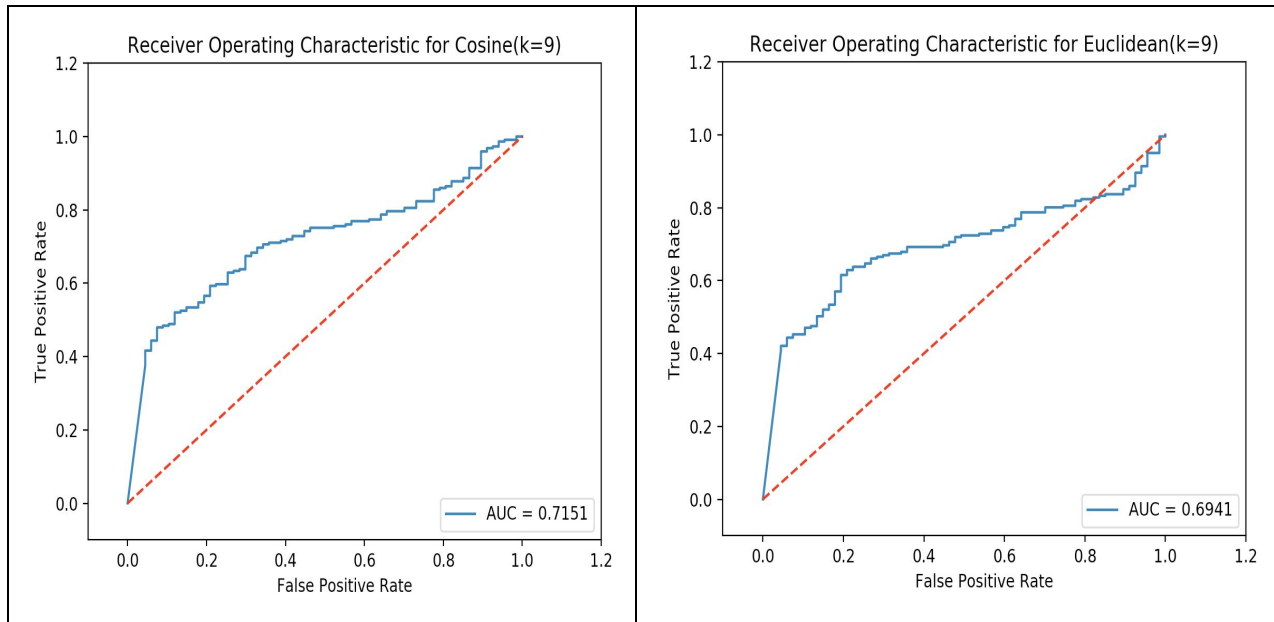 Receiver Operating Characteristic for Cosine(k=9)
1.2
1.0
0.8
0.6
0.4
0.2
0.0
True Positive Rate
AUC = 0.7151
0.0 0.2 0.4 0.6 0.8 1.0 1.2
False Positive Rate
Receiver Operating Characteristic for Euclidean(k=9)
1.2
1.0
0.8
0.6
0.4
0.2
0.0
True Positive Rate
AUC = 0.6941
0.0 0.2 0.4 0.6 0.8 1.0 1.2
False Positive Rate